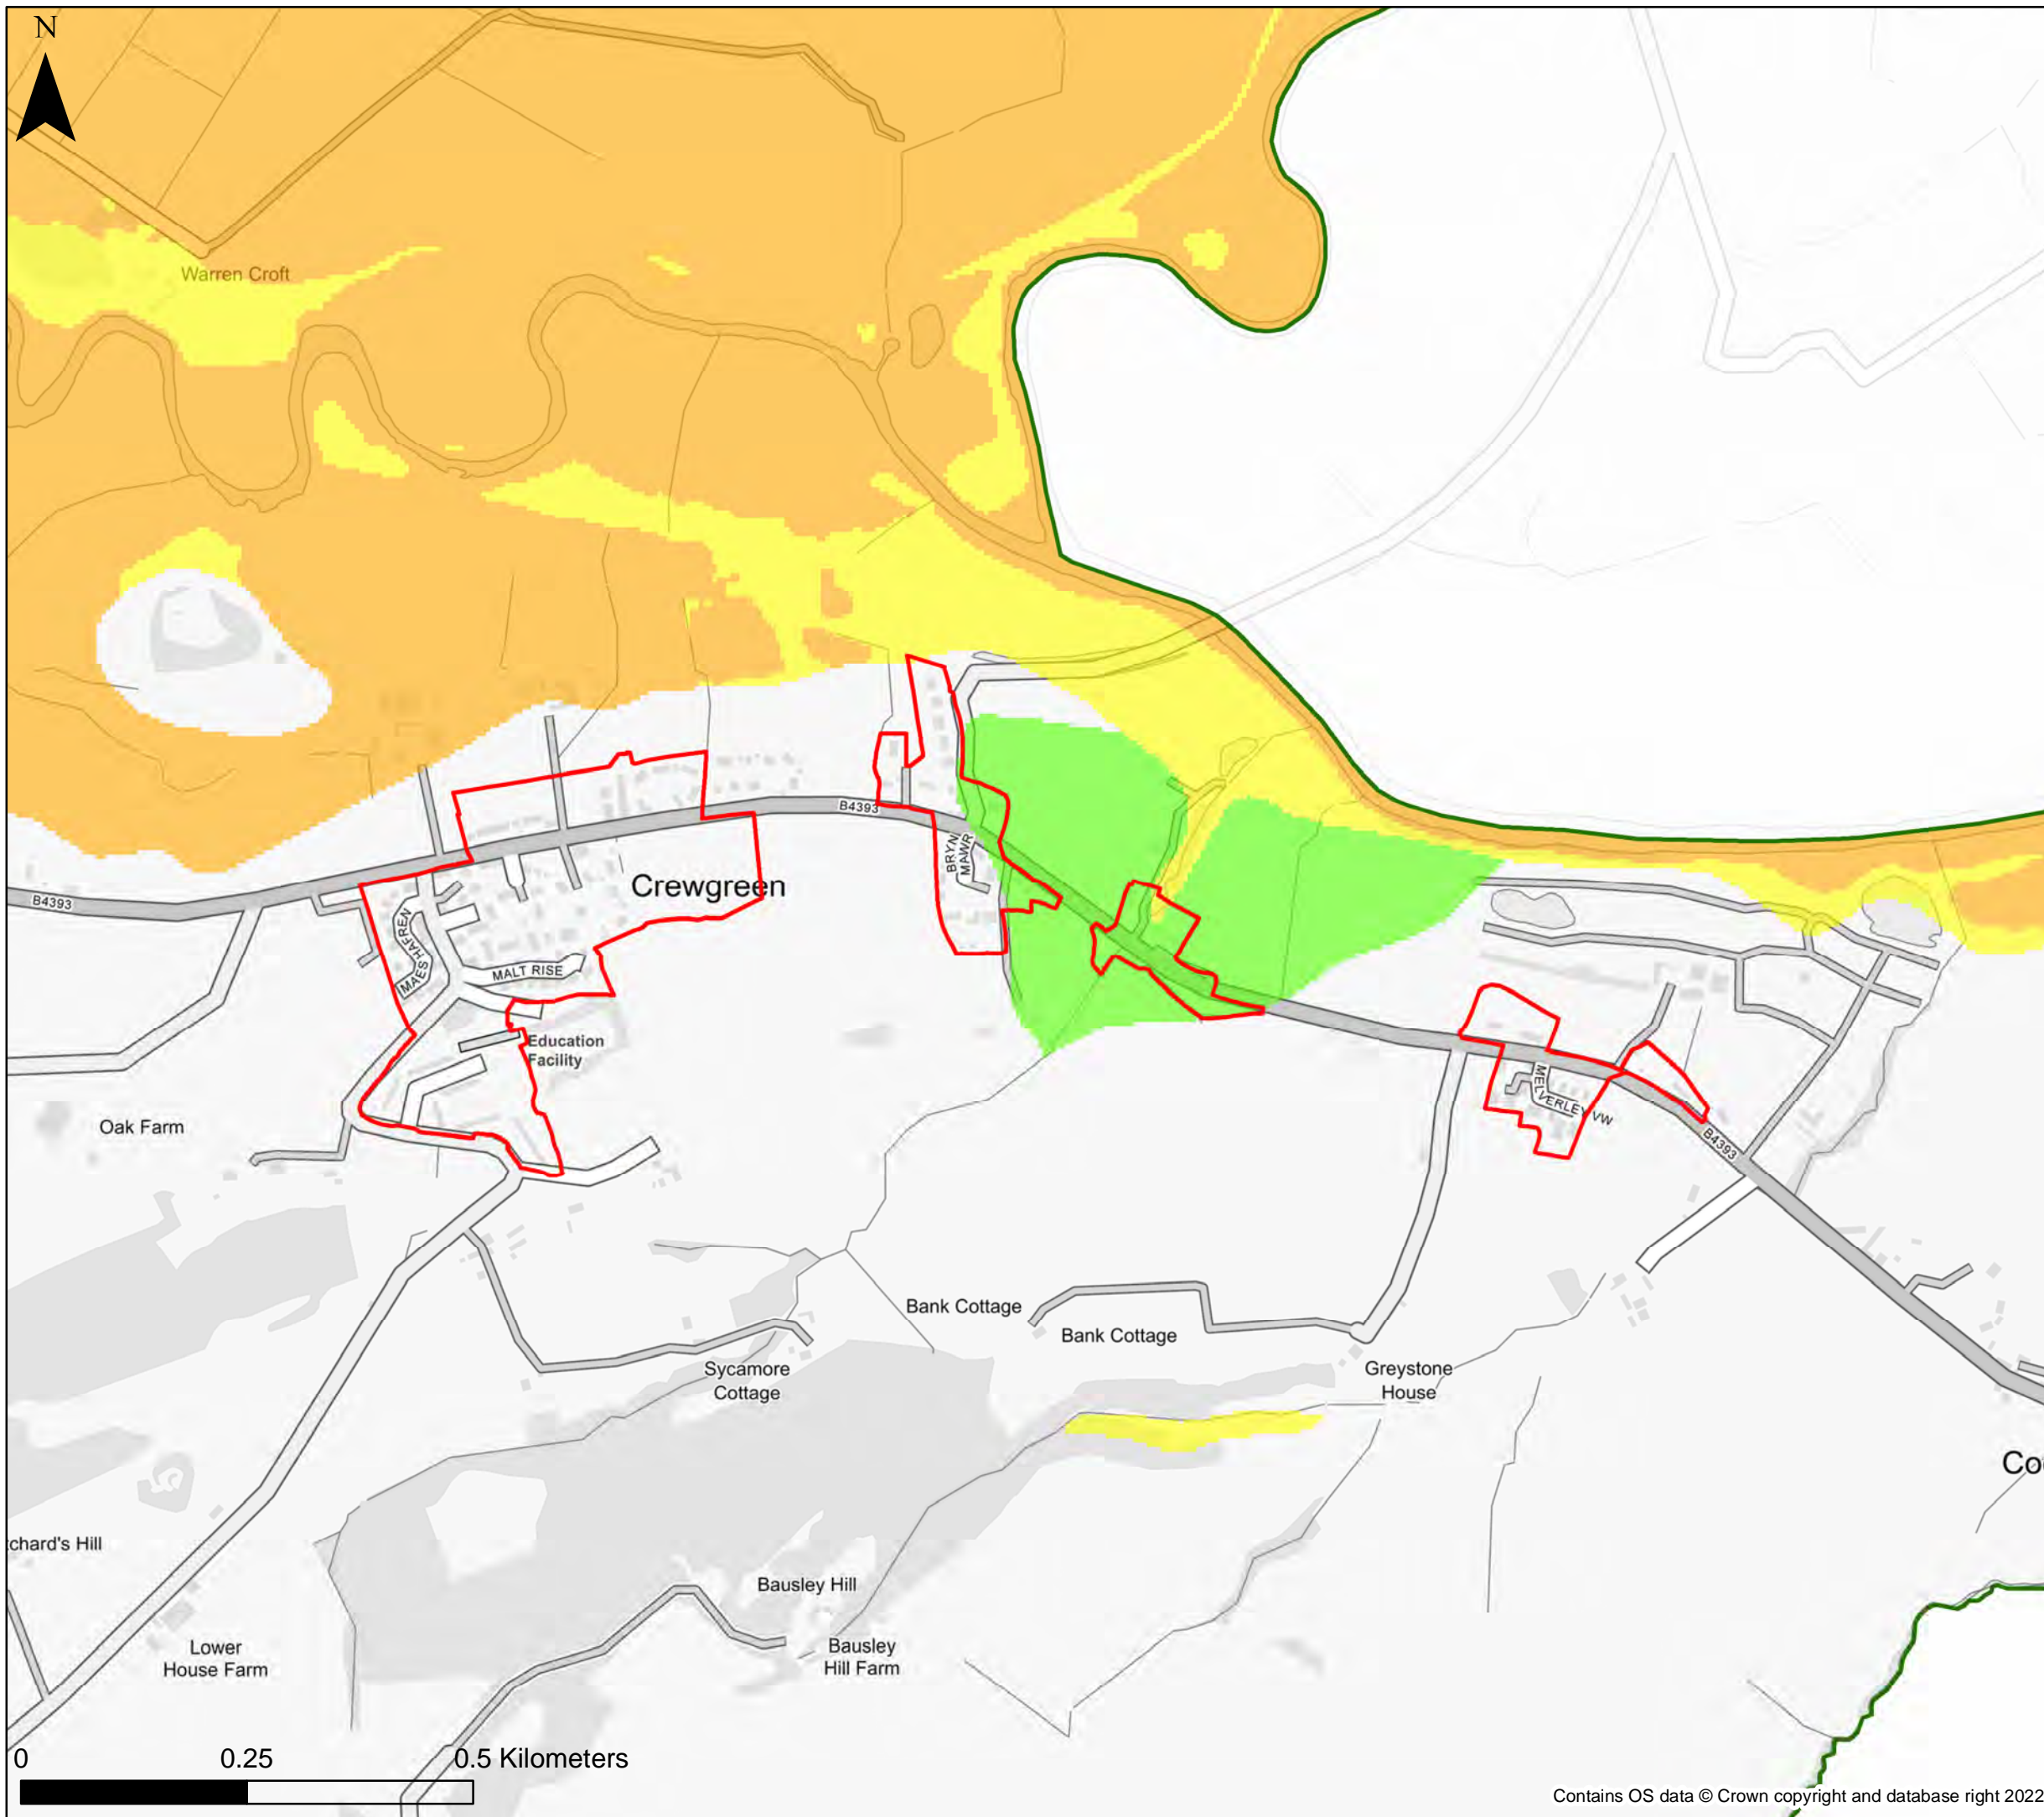 N
Warren Croft
B4393
BRYN
MAWR
Crewgreen
B4393
MAES HAFREN
MALT RISE
Education
Facility
MELVERLEY VW
Oak Farm
B4393
Bank Cottage
Bank Cottage
Sycamore
Cottage
Greystone
House
Co
chard's Hill
Bausley Hill
Lower
House Farm
Bausley
Hill Farm
0 0.25 0.5 Kilometers
Contains OS data © Crown copyright and database right 2022